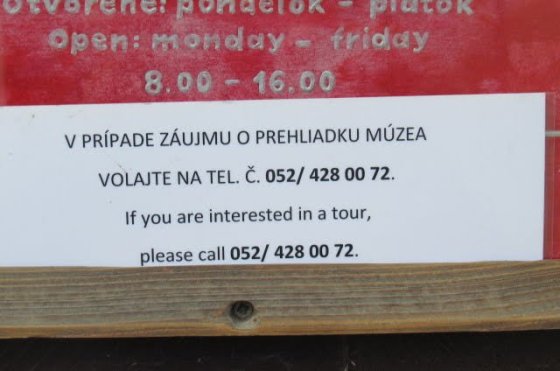 Otvorené: pondelok - piatok
Open: monday - friday
8.00 - 16.00
V PRÍPADE ZÁUJMU O PREHLIADKU MÚZEA
VOLAJTE NA TEL. Č. 052/ 428 00 72.
If you are interested in a tour,
please call 052/ 428 00 72.